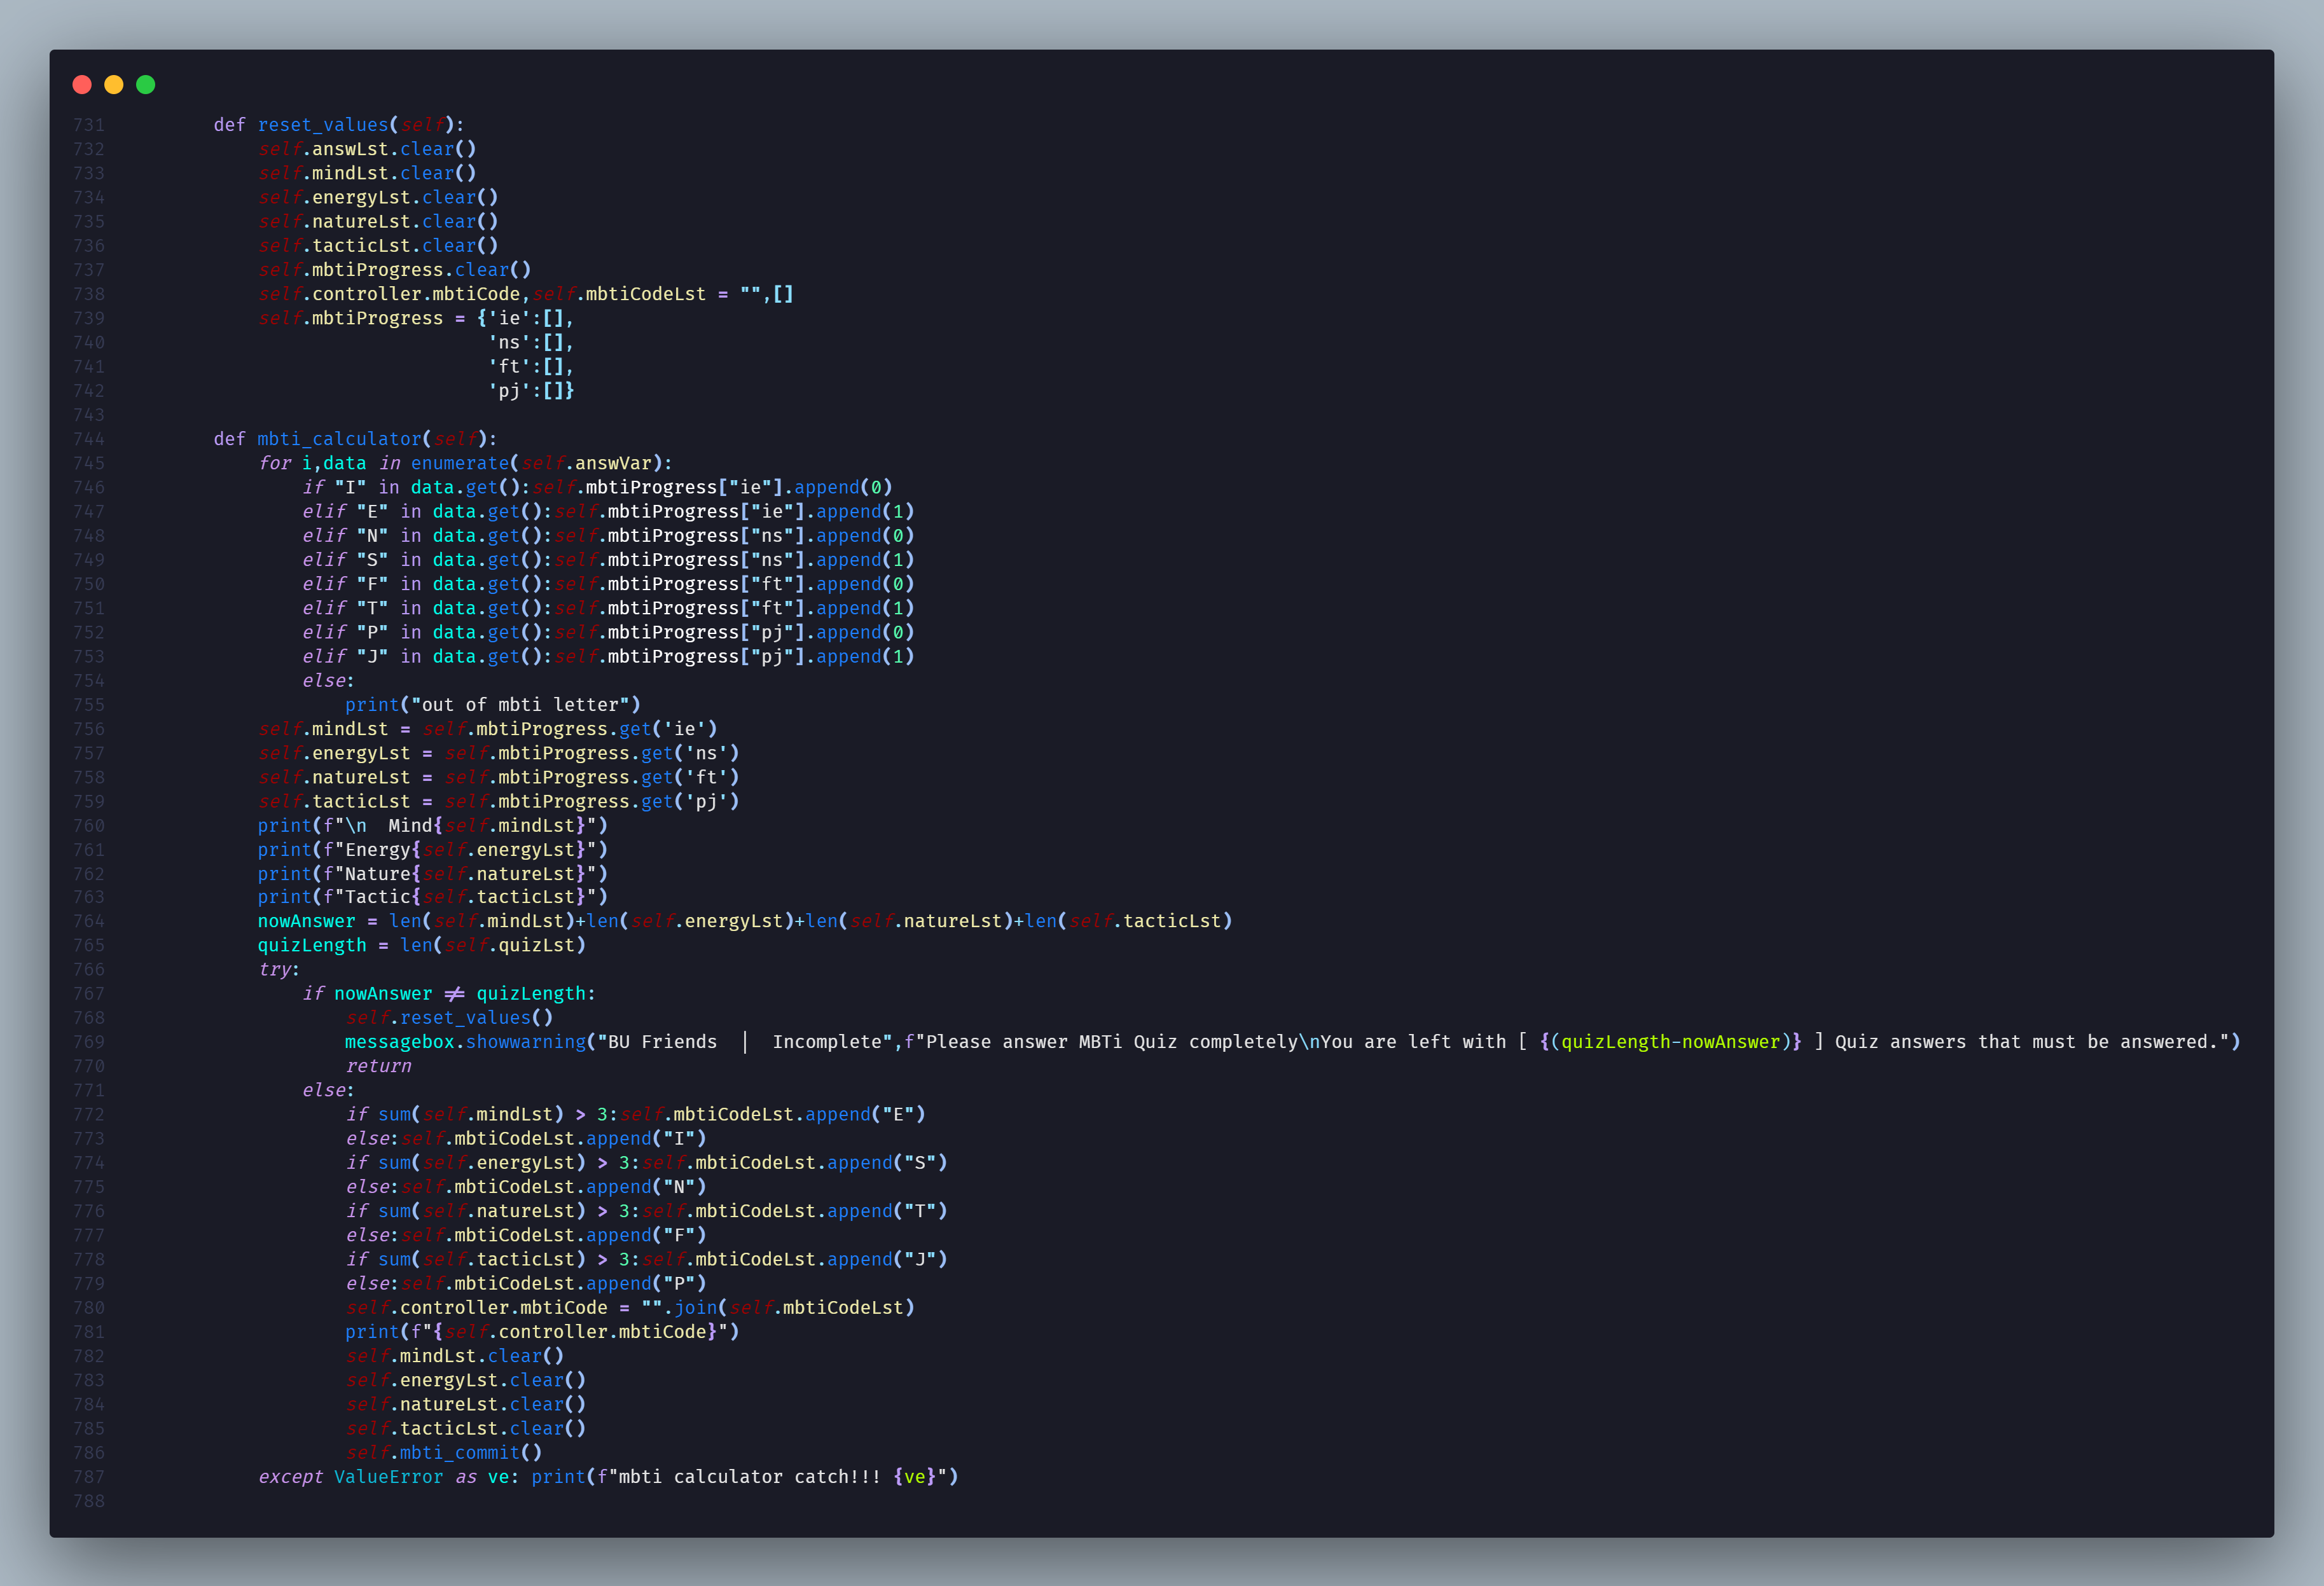 731         def reset_values(self):
732             self.answLst.clear()
733             self.mindLst.clear()
734             self.energyLst.clear()
735             self.natureLst.clear()
736             self.tacticLst.clear()
737             self.mbtiProgress.clear()
738             self.controller.mbtiCode,self.mbtiCodeLst = "",[]
739             self.mbtiProgress = {'ie':[],
740                                  'ns':[],
741                                  'ft':[],
742                                  'pj':[]}
743
744         def mbti_calculator(self):
745             for i,data in enumerate(self.answVar):
746                 if "I" in data.get():self.mbtiProgress["ie"].append(0)
747                 elif "E" in data.get():self.mbtiProgress["ie"].append(1)
748                 elif "N" in data.get():self.mbtiProgress["ns"].append(0)
749                 elif "S" in data.get():self.mbtiProgress["ns"].append(1)
750                 elif "F" in data.get():self.mbtiProgress["ft"].append(0)
751                 elif "T" in data.get():self.mbtiProgress["ft"].append(1)
752                 elif "P" in data.get():self.mbtiProgress["pj"].append(0)
753                 elif "J" in data.get():self.mbtiProgress["pj"].append(1)
754                 else:
755                     print("out of mbti letter")
756             self.mindLst = self.mbtiProgress.get('ie')
757             self.energyLst = self.mbtiProgress.get('ns')
758             self.natureLst = self.mbtiProgress.get('ft')
759             self.tacticLst = self.mbtiProgress.get('pj')
760             print(f"\n  Mind{self.mindLst}")
761             print(f"Energy{self.energyLst}")
762             print(f"Nature{self.natureLst}")
763             print(f"Tactic{self.tacticLst}")
764             nowAnswer = len(self.mindLst)+len(self.energyLst)+len(self.natureLst)+len(self.tacticLst)
765             quizLength = len(self.quizLst)
766             try:
767                 if nowAnswer != quizLength:
768                     self.reset_values()
769                     messagebox.showwarning("BU Friends  |  Incomplete",f"Please answer MBTi Quiz completely\nYou are left with [ {(quizLength-nowAnswer)} ] Quiz answers that must be answered.")
770                     return
771                 else:
772                     if sum(self.mindLst) > 3:self.mbtiCodeLst.append("E")
773                     else:self.mbtiCodeLst.append("I")
774                     if sum(self.energyLst) > 3:self.mbtiCodeLst.append("S")
775                     else:self.mbtiCodeLst.append("N")
776                     if sum(self.natureLst) > 3:self.mbtiCodeLst.append("T")
777                     else:self.mbtiCodeLst.append("F")
778                     if sum(self.tacticLst) > 3:self.mbtiCodeLst.append("J")
779                     else:self.mbtiCodeLst.append("P")
780                     self.controller.mbtiCode = "".join(self.mbtiCodeLst)
781                     print(f"{self.controller.mbtiCode}")
782                     self.mindLst.clear()
783                     self.energyLst.clear()
784                     self.natureLst.clear()
785                     self.tacticLst.clear()
786                     self.mbti_commit()
787             except ValueError as ve: print(f"mbti calculator catch!!! {ve}")
788